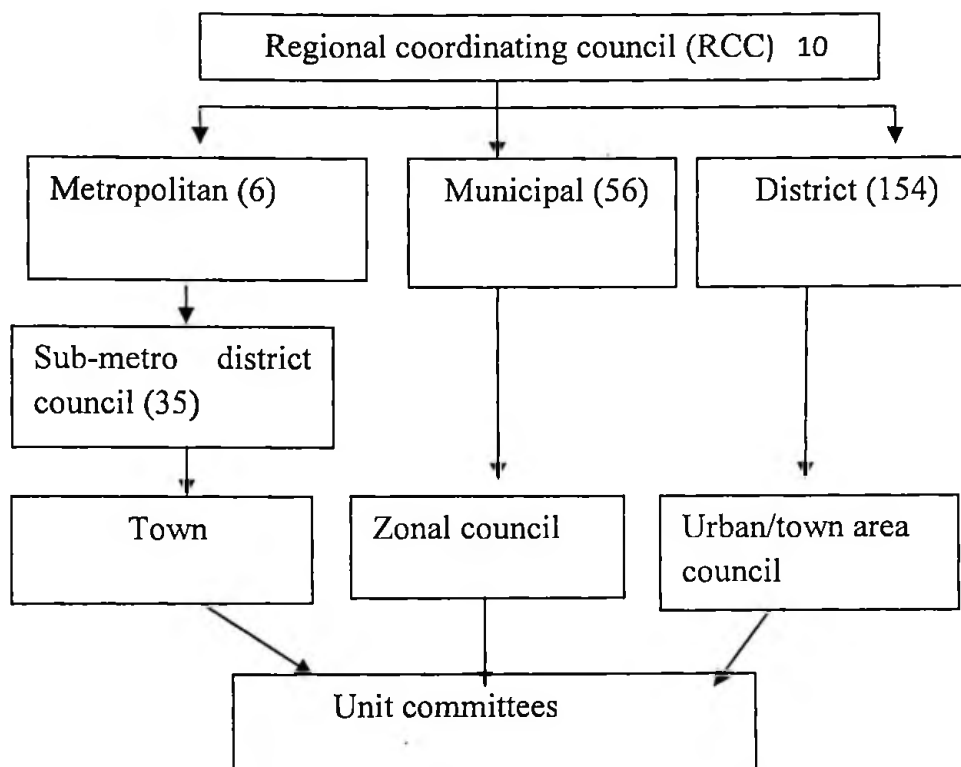 Regional coordinating council (RCC) 10
Metropolitan (6)
Municipal (56)
District (154)
Sub-metro district
council (35)
Town
Zonal council
Urban/town area
council
Unit committees